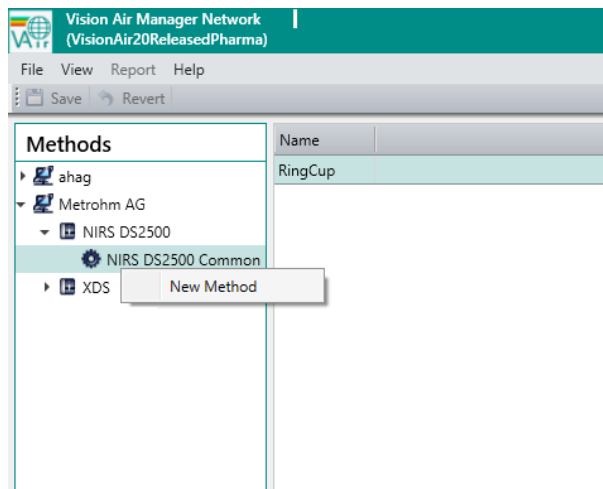 Vision Air Manager Network
(VisionAir20ReleasedPharma)
VAir
File View Report Help
Save Revert
Methods
Name
ahag
RingCup
Metrohm AG
NIRS DS2500
NIRS DS2500 Common
XDS
New Method